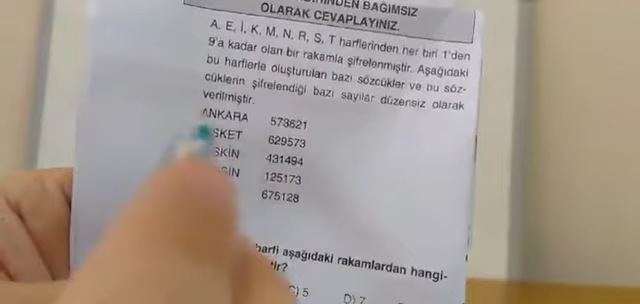 BAĞIMSIZ
OLARAK CEVAPLAYINIZ.
A, E, İ, K, M, N, R, S, T harflerinden her biri 1'den
9'a kadar olan bir rakamla şifrelenmiştir. Aşağıdaki
bu harflerle oluşturulan bazı sözcükler ve bu söz-
cüklerin şifrelendiği bazı sayılar düzensiz olarak
verilmiştir.
ANKARA 573621
SKET 629573
SKİN 431494
125173
675128
harfi aşağıdaki rakamlardan hangi-
C) 5 D) 7